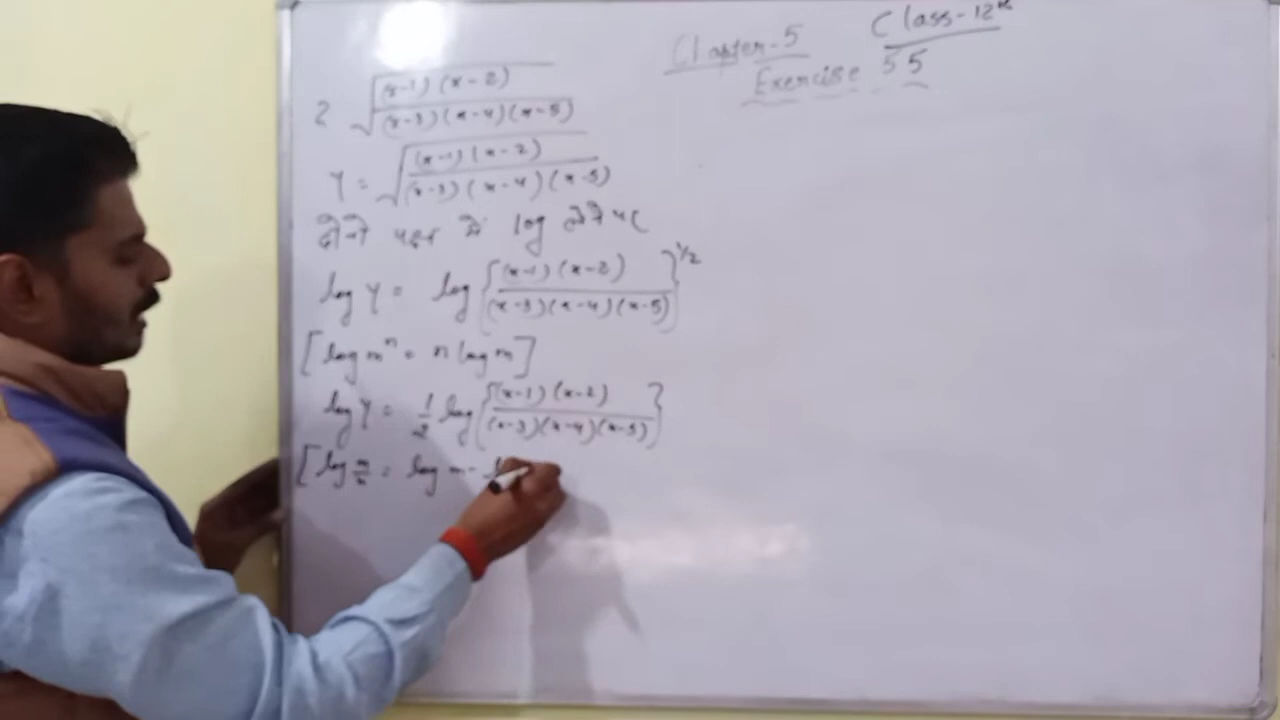 Chapter-5 Class-12th
Exercise 5 5
2 √((x-1)(x-2)/(x-3)(x-4)(x-5))
Y = √((x-1)(x-2)/(x-3)(x-4)(x-5))
दोनो पक्ष में log लेने पर
log Y = log {(x-1)(x-2)/(x-3)(x-4)(x-5)}^1/2
[log m^n = n log m]
log Y = 1/2 log {(x-1)(x-2)/(x-3)(x-4)(x-5)}
[log m/n = log m - l